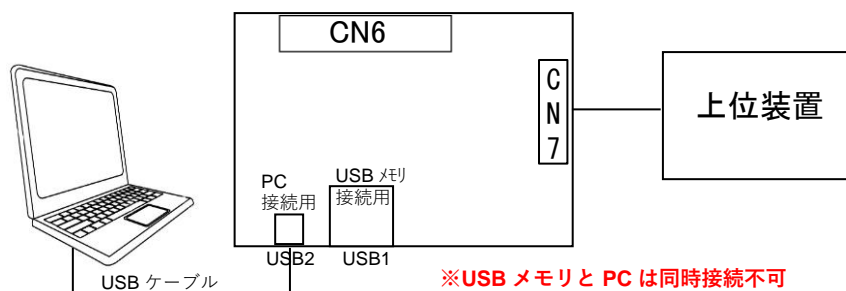 CN6
CN7
上位装置
PC
接続用
USB ﾒﾓﾘ
接続用
USB2
USB1
USB ケーブル
※USB メモリと PC は同時接続不可